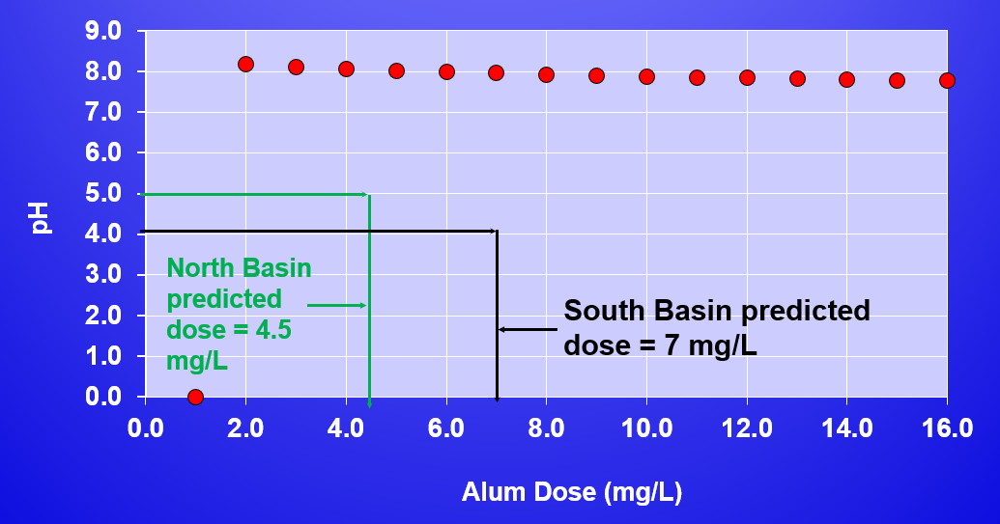 9.0
8.0
7.0
6.0
5.0
4.0
3.0
2.0
1.0
0.0
pH
North Basin
predicted
dose = 4.5
mg/L
South Basin predicted
dose = 7 mg/L
0.0 2.0 4.0 6.0 8.0 10.0 12.0 14.0 16.0
Alum Dose (mg/L)